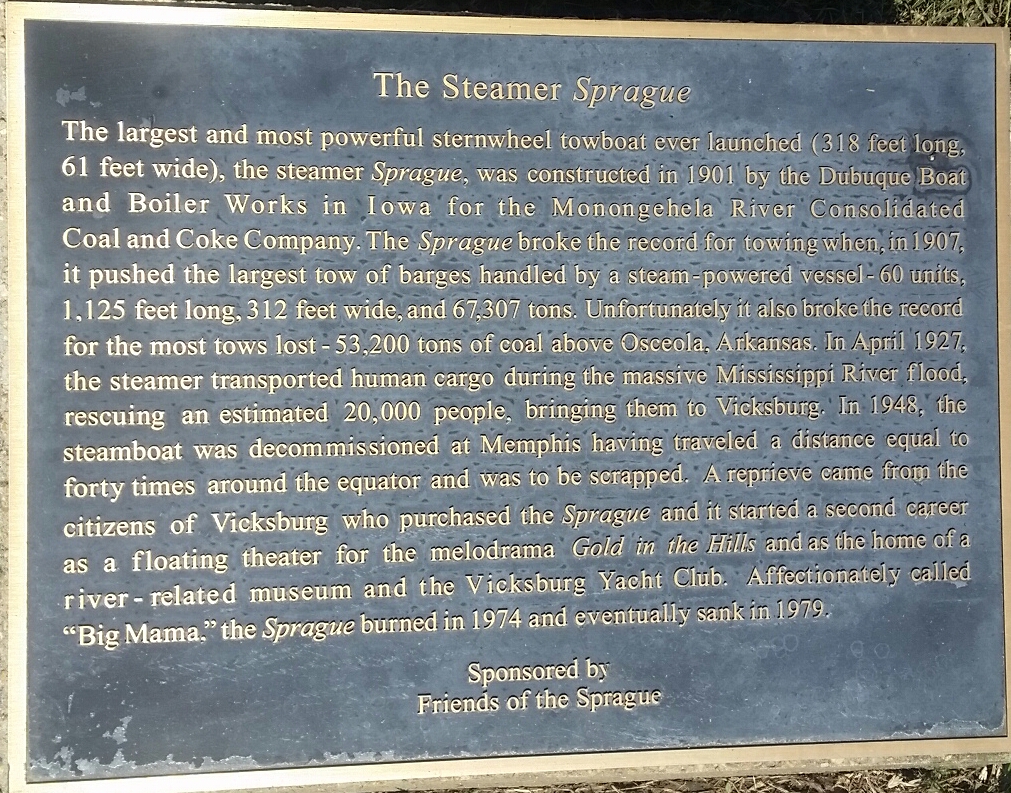 The Steamer Sprague
The largest and most powerful sternwheel towboat ever launched (318 feet long,
61 feet wide), the steamer Sprague, was constructed in 1901 by the Dubuque Boat
and Boiler Works in Iowa for the Monongehela River Consolidated
Coal and Coke Company. The Sprague broke the record for towing when, in 1907,
it pushed the largest tow of barges handled by a steam-powered vessel - 60 units,
1,125 feet long, 312 feet wide, and 67,307 tons. Unfortunately it also broke the record
for the most tows lost - 53,200 tons of coal above Osceola, Arkansas. In April 1927,
the steamer transported human cargo during the massive Mississippi River flood,
rescuing an estimated 20,000 people, bringing them to Vicksburg. In 1948, the
steamboat was decommissioned at Memphis having traveled a distance equal to
forty times around the equator and was to be scrapped. A reprieve came from the
citizens of Vicksburg who purchased the Sprague and it started a second career
as a floating theater for the melodrama Gold in the Hills and as the home of a
river - related museum and the Vicksburg Yacht Club. Affectionately called
“Big Mama,” the Sprague burned in 1974 and eventually sank in 1979.
Sponsored by
Friends of the Sprague